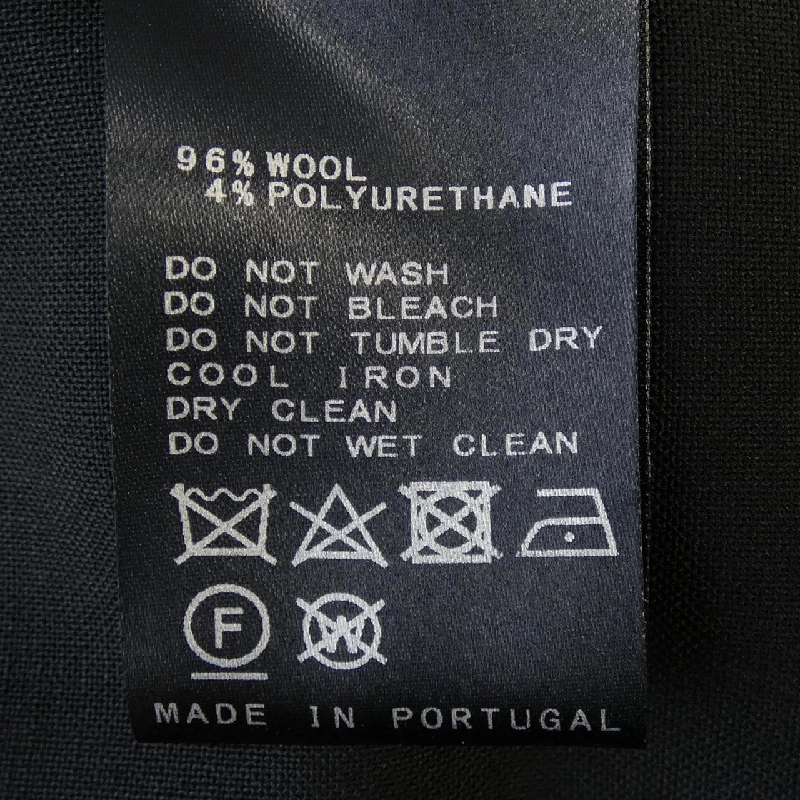 96% WOOL
4% POLYURETHANE
DO NOT WASH
DO NOT BLEACH
DO NOT TUMBLE DRY
COOL IRON
DRY CLEAN
DO NOT WET CLEAN
F W
MADE IN PORTUGAL